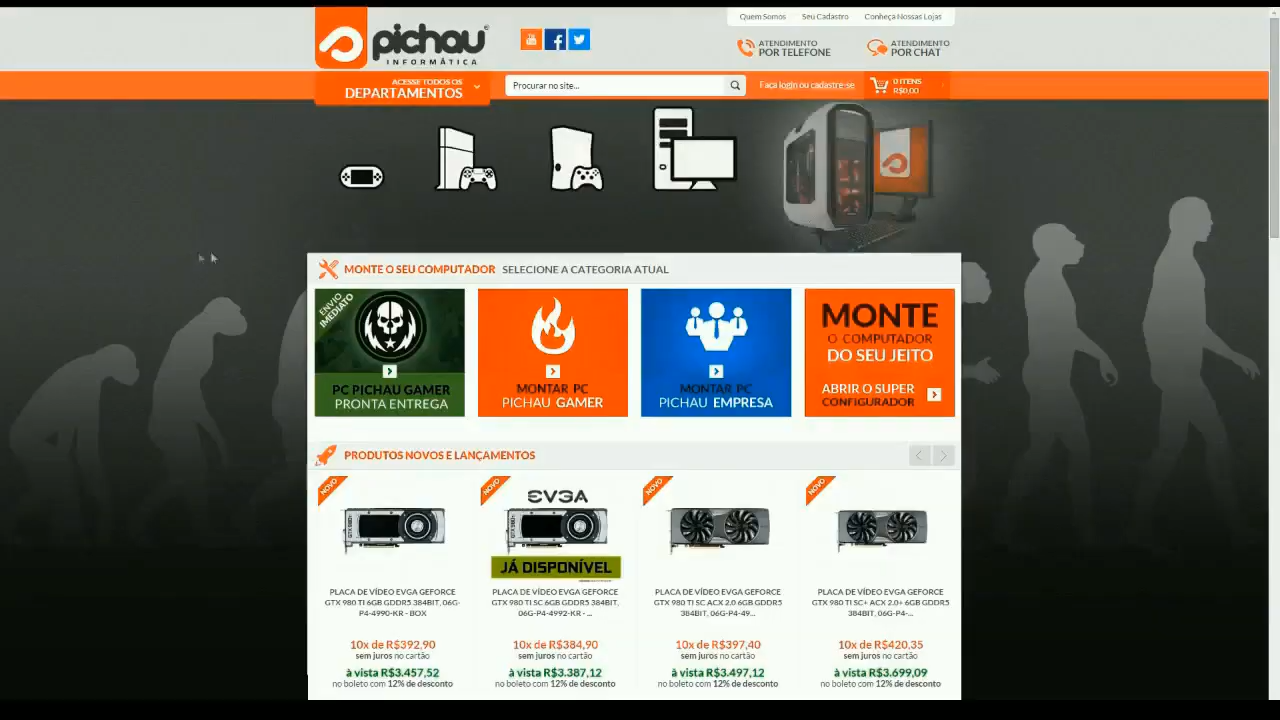 Quem Somos
Seu Cadastro
Conheça Nossas Lojas
pichau
INFORMÁTICA
You
f
ATENDIMENTO
POR TELEFONE
ATENDIMENTO
POR CHAT
ACESSE TODOS OS
DEPARTAMENTOS
Procurar no site...
Faça login ou cadastre-se
0 ITENS
R$0,00
MONTE O SEU COMPUTADOR SELECIONE A CATEGORIA ATUAL
ENVIO
IMEDIATO
PC PICHAU GAMER
PRONTA ENTREGA
MONTAR PC
PICHAU GAMER
MONTAR PC
PICHAU EMPRESA
MONTE
O COMPUTADOR
DO SEU JEITO
ABRIR O SUPER
CONFIGURADOR
PRODUTOS NOVOS E LANÇAMENTOS
NOVO
NOVO
EVGA
JÁ DISPONÍVEL
NOVO
NOVO
PLACA DE VÍDEO EVGA GEFORCE
GTX 980 TI 6GB GDDR5 384BIT, 06G-
P4-4990-KR - BOX
10x de R$392,90
sem juros no cartão
à vista R$3.457,52
no boleto com 12% de desconto
PLACA DE VÍDEO EVGA GEFORCE
GTX 980 TI SC 6GB GDDR5 384BIT,
06G-P4-4992-KR - ...
10x de R$384,90
sem juros no cartão
à vista R$3.387,12
no boleto com 12% de desconto
PLACA DE VÍDEO EVGA GEFORCE
GTX 980 TI SC ACX 2.0 6GB GDDR5
384BIT, 06G-P4-49...
10x de R$397,40
sem juros no cartão
à vista R$3.497,12
no boleto com 12% de desconto
PLACA DE VÍDEO EVGA GEFORCE
GTX 980 TI SC+ ACX 2.0+ 6GB GDDR5
384BIT, 06G-P4-...
10x de R$420,35
sem juros no cartão
à vista R$3.699,09
no boleto com 12% de desconto